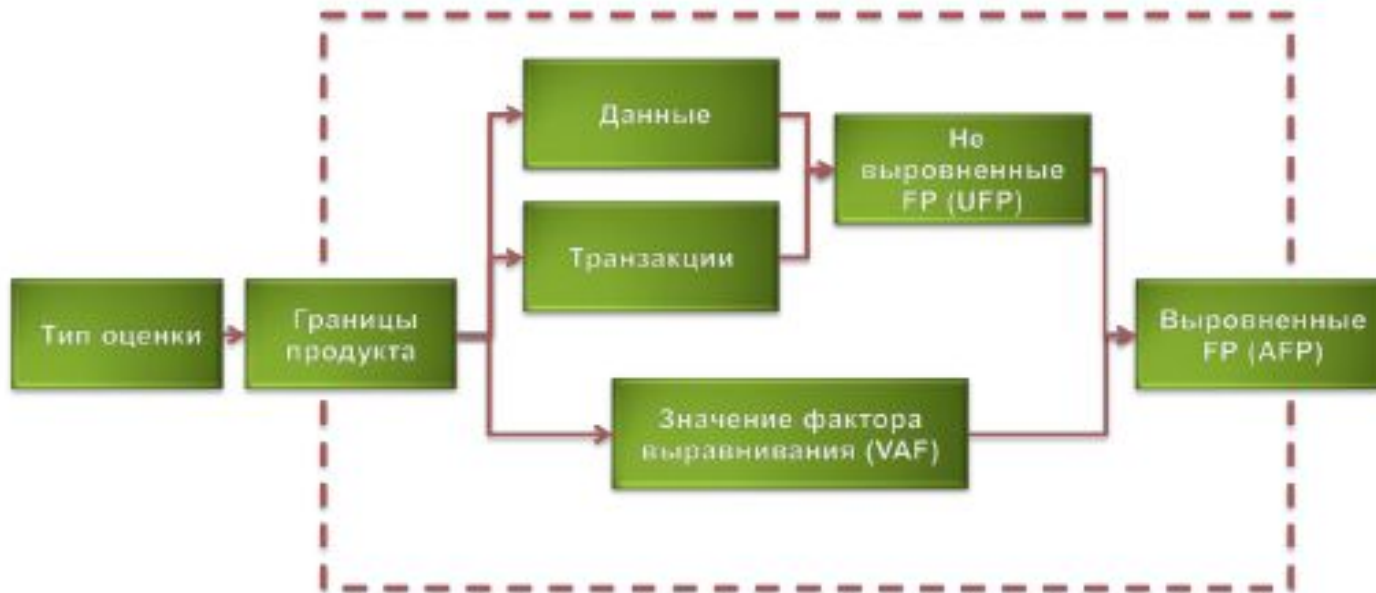 Данные
Не
выровненные
FP (UFP)
Транзакции
Тип оценки
Границы
продукта
Выровненные
FP (AFP)
Значение фактора
выравнивания (VAF)